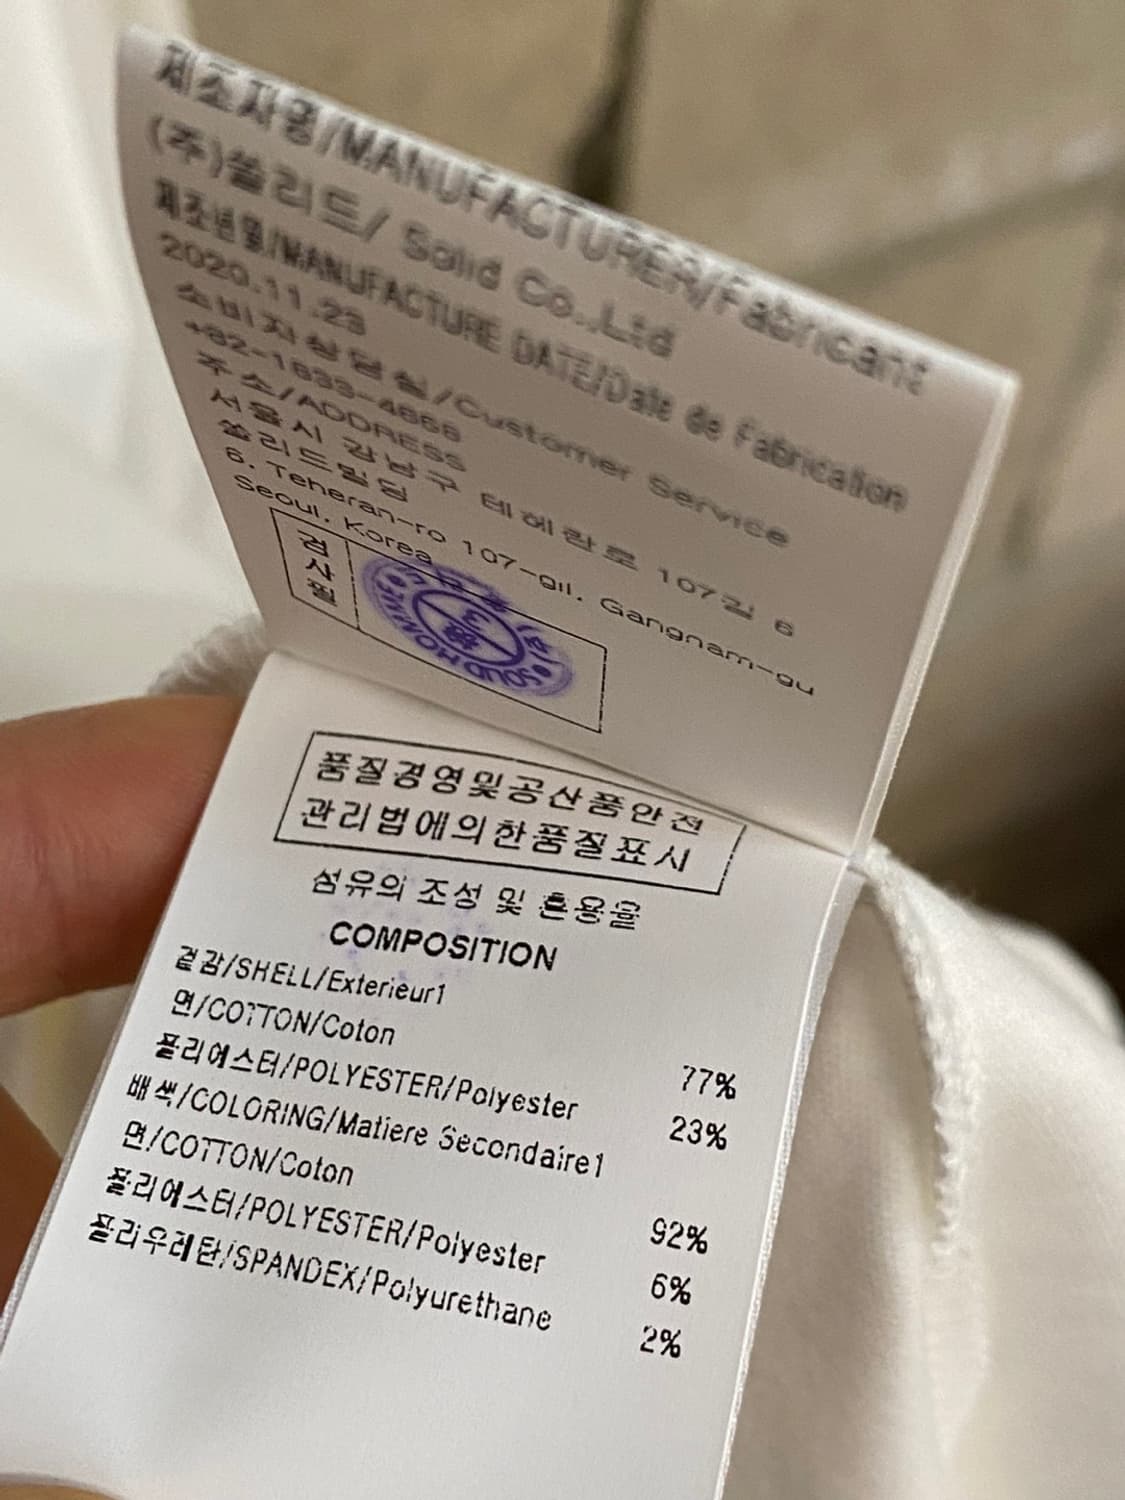 제조자명/MANUFACTURER/Fabricant
(주)쏠리드/ Solid Co.,Ltd
제조년월/MANUFACTURE DATE/Date de Fabrication
2020.11.23
소비자상담실/Customer Service
+82-1833-4866
주소/ADDRESS
서울시 강남구 테헤란로 107길 6
쏠리드빌딩
6. Teheran-ro 107-gil. Gangnam-gu
Seoul. Korea
검사필
SOLID HOMME
품질경영및공산품안전
관리법에의한품질표시
섬유의 조성 및 혼용율
COMPOSITION
겉감/SHELL/Exterieur1
면/COTTON/Coton 77%
폴리에스터/POLYESTER/Polyester 23%
배색/COLORING/Matiere Secondaire1
면/COTTON/Coton 92%
폴리에스터/POLYESTER/Polyester 6%
폴리우레탄/SPANDEX/Polyurethane 2%